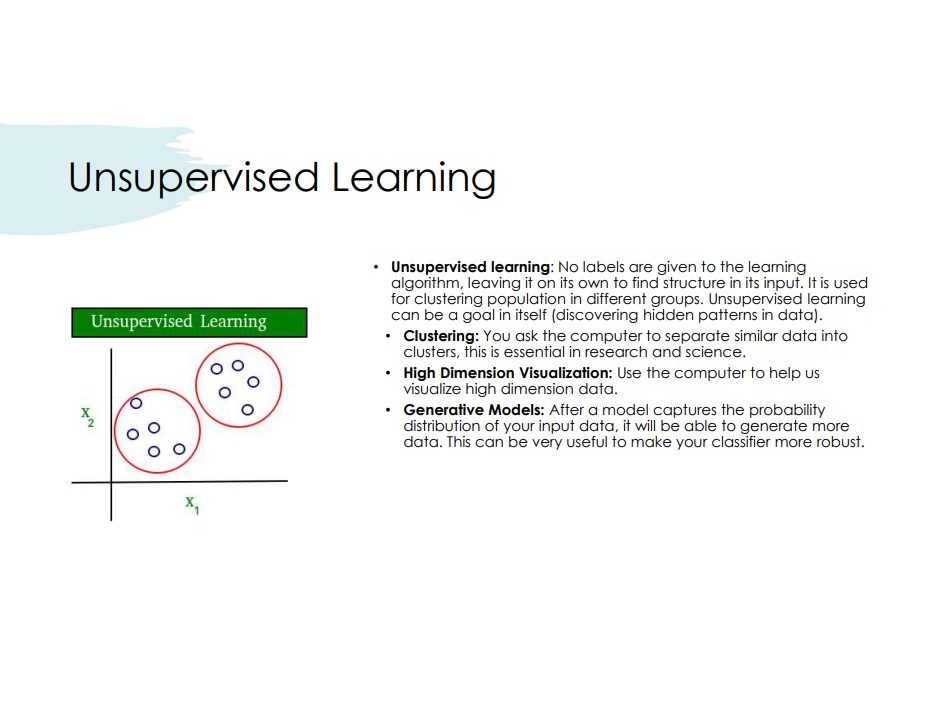 Unsupervised Learning
• Unsupervised learning: No labels are given to the learning
algorithm, leaving it on its own to find structure in its input. It is used
for clustering population in different groups. Unsupervised learning
can be a goal in itself (discovering hidden patterns in data).
• Clustering: You ask the computer to separate similar data into
clusters, this is essential in research and science.
• High Dimension Visualization: Use the computer to help us
visualize high dimension data.
• Generative Models: After a model captures the probability
distribution of your input data, it will be able to generate more
data. This can be very useful to make your classifier more robust.
Unsupervised Learning
X2
X1